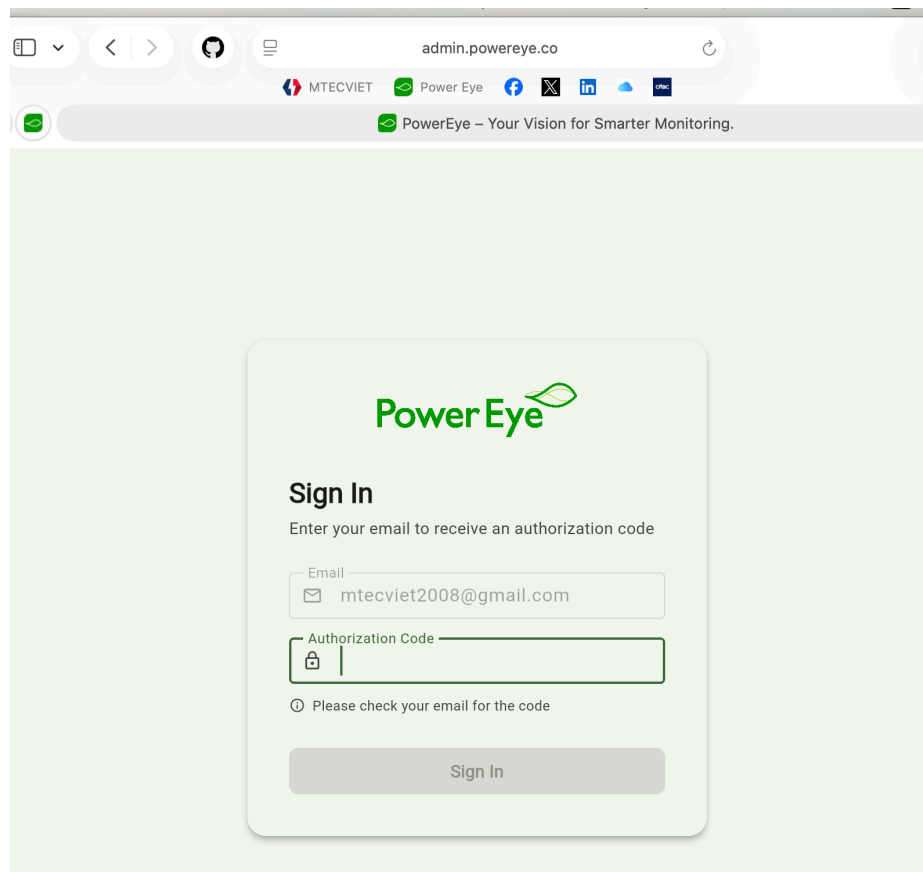 admin.powereye.co
MTECVIET
Power Eye
PowerEye – Your Vision for Smarter Monitoring.
Power Eye
Sign In
Enter your email to receive an authorization code
Email
mtecviet2008@gmail.com
Authorization Code
Please check your email for the code
Sign In